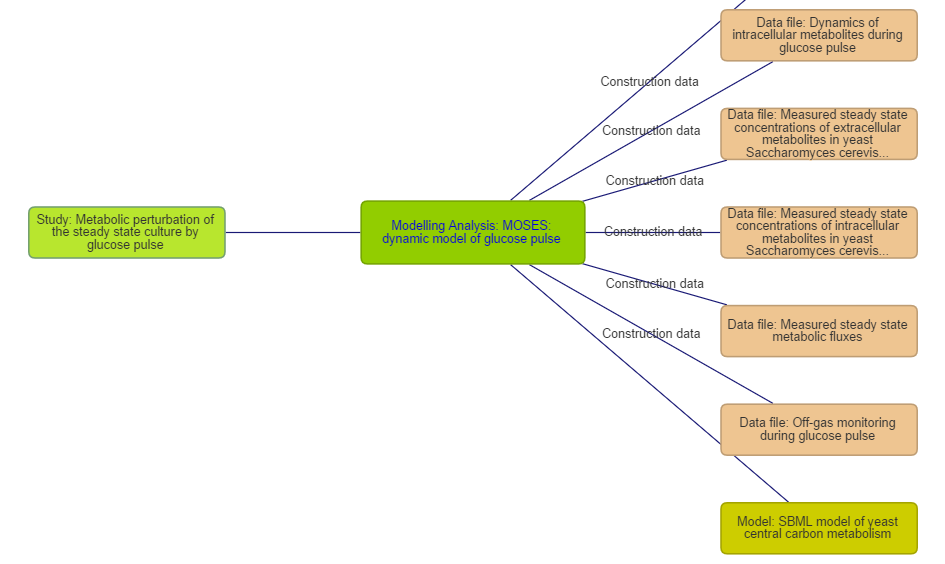 Data file: Dynamics of
intracellular metabolites during
glucose pulse
Construction data
Construction data
Data file: Measured steady state
concentrations of extracellular
metabolites in yeast
Saccharomyces cerevis...
Construction data
Study: Metabolic perturbation of
the steady state culture by
glucose pulse
Modelling Analysis: MOSES:
dynamic model of glucose pulse
Construction data
Data file: Measured steady state
concentrations of intracellular
metabolites in yeast
Saccharomyces cerevis...
Construction data
Data file: Measured steady state
metabolic fluxes
Construction data
Data file: Off-gas monitoring
during glucose pulse
Model: SBML model of yeast
central carbon metabolism